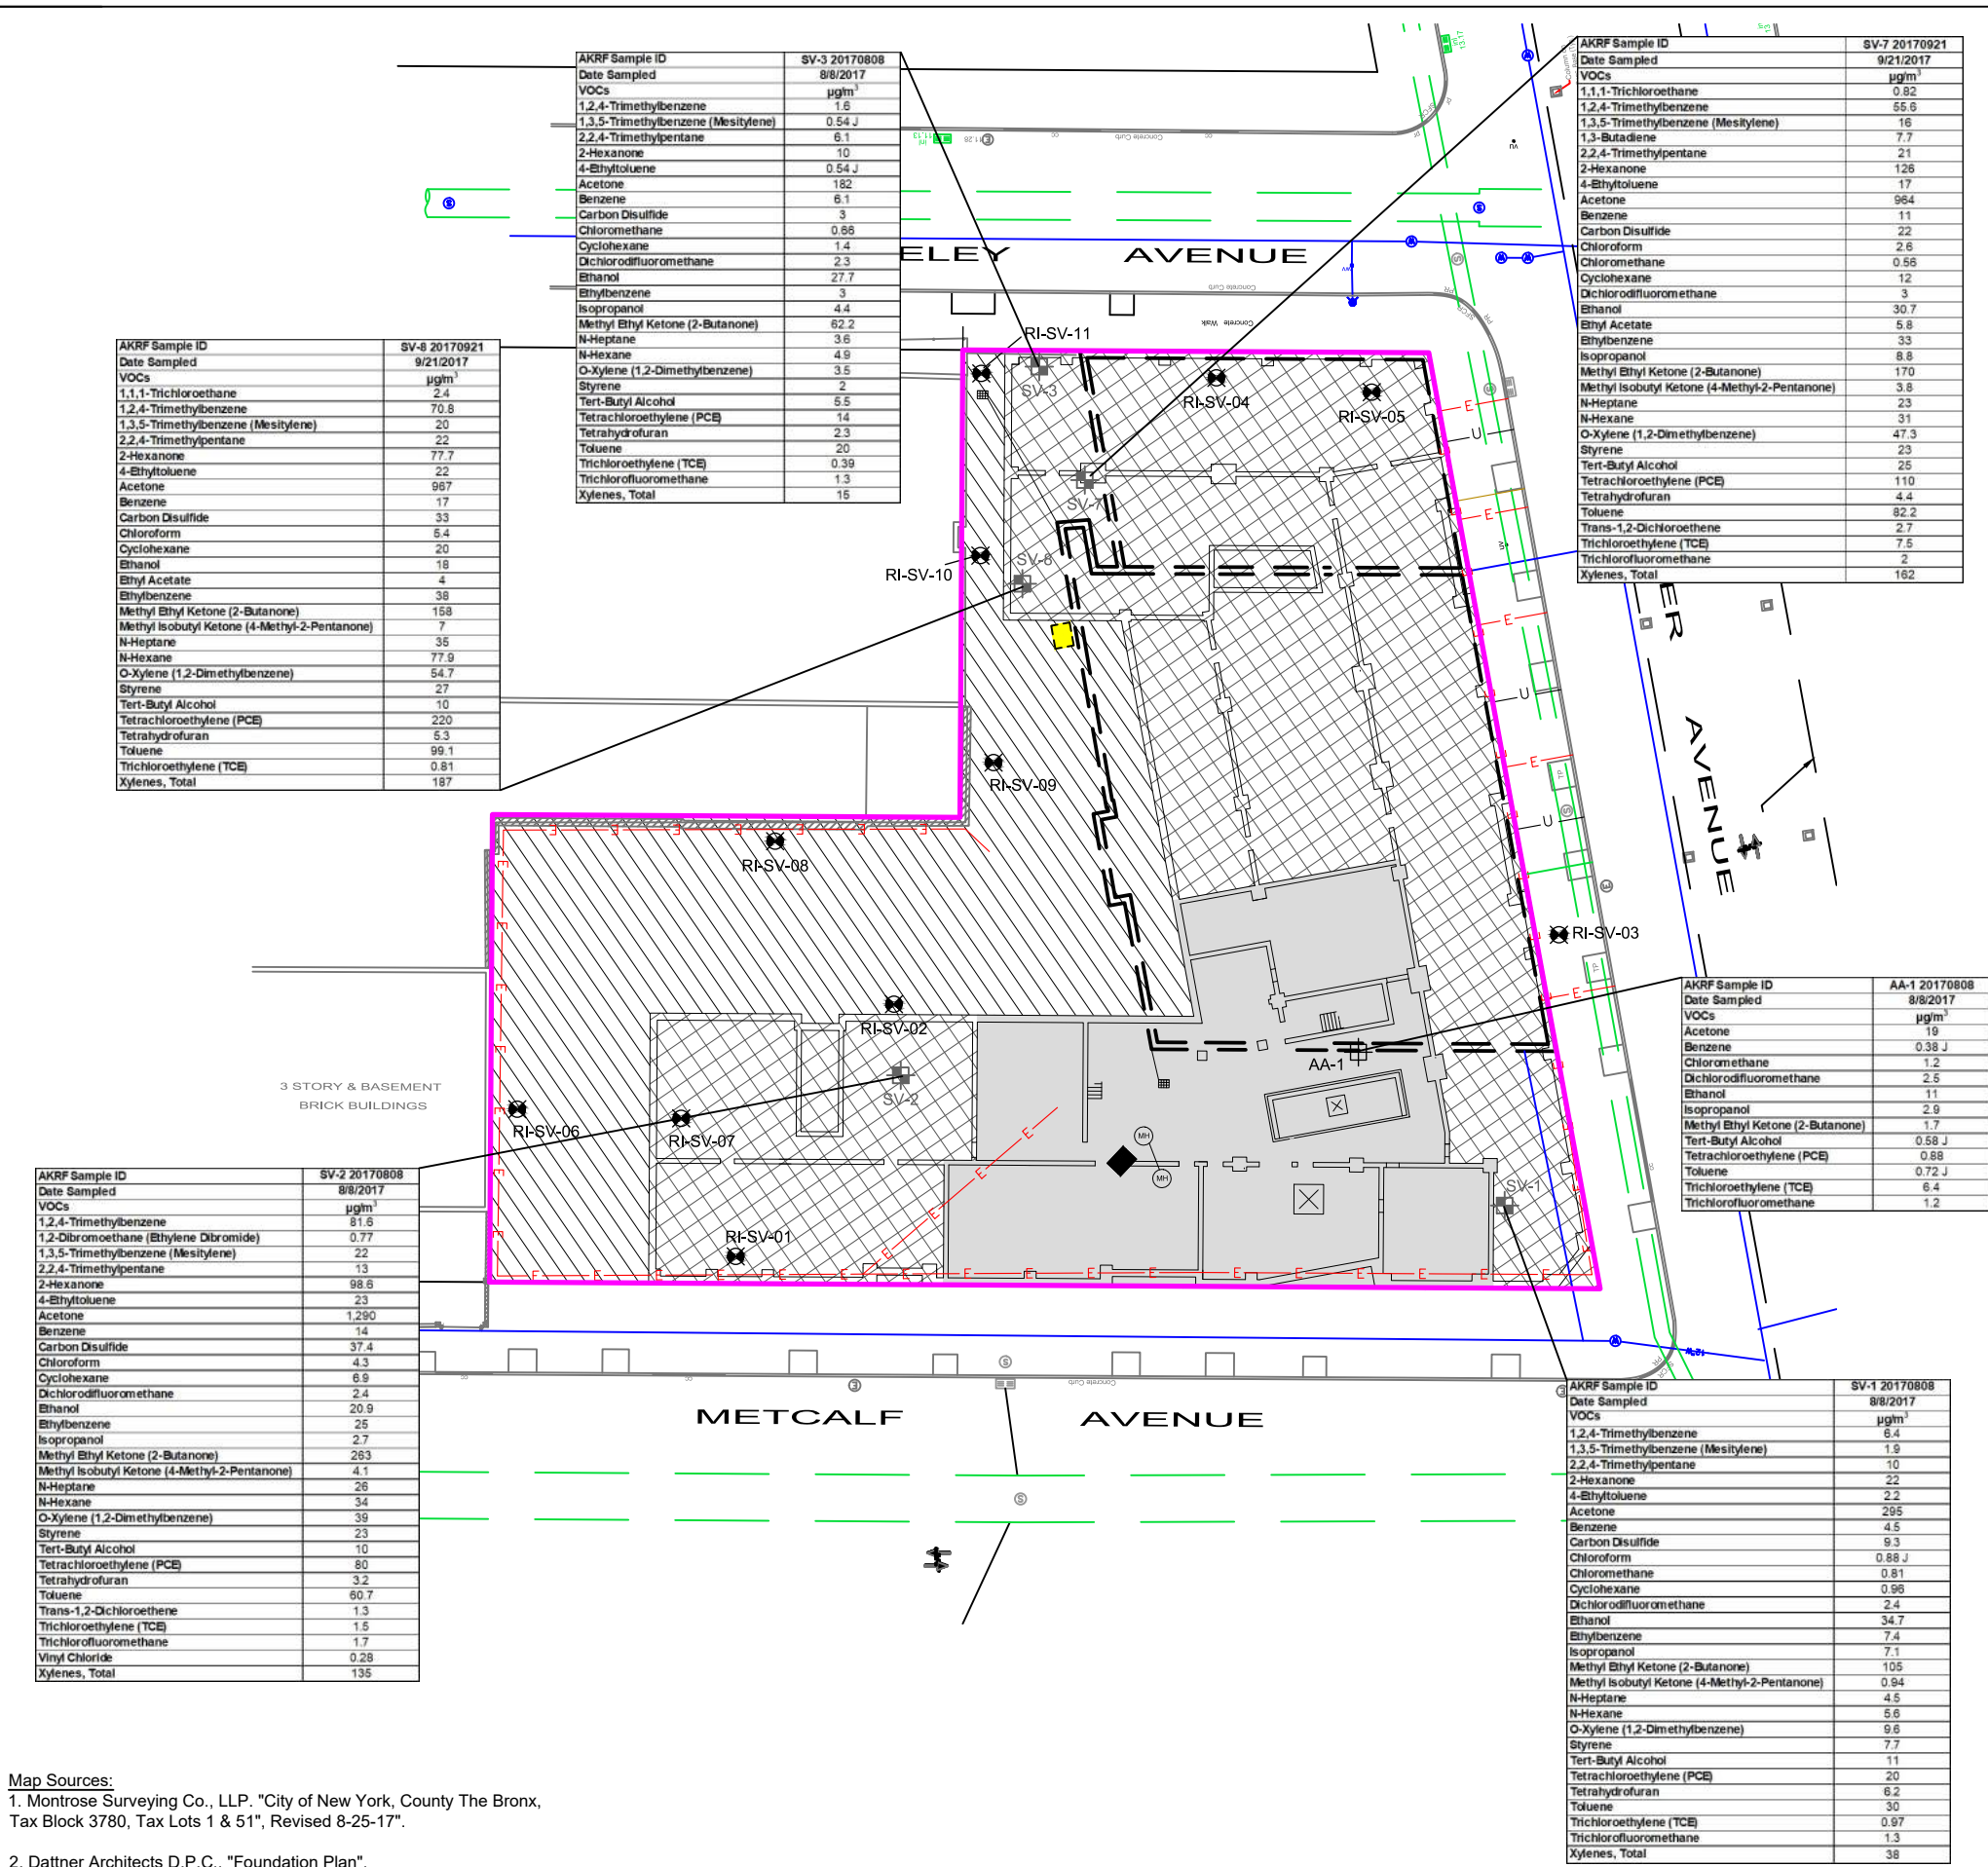 AKRF Sample ID SV-3 20170808
Date Sampled 8/8/2017
VOCs µg/m³
1,2,4-Trimethylbenzene 1.6
1,3,5-Trimethylbenzene (Mesitylene) 0.54 J
2,2,4-Trimethylpentane 6.1
2-Hexanone 10
4-Ethyltoluene 0.54 J
Acetone 182
Benzene 6.1
Carbon Disulfide 3
Chloromethane 0.66
Cyclohexane 1.4
Dichlorodifluoromethane 2.3
Ethanol 27.7
Ethylbenzene 3
Isopropanol 4.4
Methyl Ethyl Ketone (2-Butanone) 62.2
N-Heptane 3.6
N-Hexane 4.9
O-Xylene (1,2-Dimethylbenzene) 3.5
Styrene 2
Tert-Butyl Alcohol 5.5
Tetrachloroethylene (PCE) 14
Tetrahydrofuran 2.3
Toluene 20
Trichloroethylene (TCE) 0.39
Trichlorofluoromethane 1.3
Xylenes, Total 15
AKRF Sample ID SV-7 20170921
Date Sampled 9/21/2017
VOCs µg/m³
1,1,1-Trichloroethane 0.82
1,2,4-Trimethylbenzene 55.6
1,3,5-Trimethylbenzene (Mesitylene) 16
1,3-Butadiene 7.7
2,2,4-Trimethylpentane 21
2-Hexanone 126
4-Ethyltoluene 17
Acetone 964
Benzene 11
Carbon Disulfide 22
Chloroform 2.6
Chloromethane 0.56
Cyclohexane 12
Dichlorodifluoromethane 3
Ethanol 30.7
Ethyl Acetate 5.8
Ethylbenzene 33
Isopropanol 8.8
Methyl Ethyl Ketone (2-Butanone) 170
Methyl Isobutyl Ketone (4-Methyl-2-Pentanone) 3.8
N-Heptane 23
N-Hexane 31
O-Xylene (1,2-Dimethylbenzene) 47.3
Styrene 23
Tert-Butyl Alcohol 25
Tetrachloroethylene (PCE) 110
Tetrahydrofuran 4.4
Toluene 82.2
Trans-1,2-Dichloroethene 2.7
Trichloroethylene (TCE) 7.5
Trichlorofluoromethane 2
Xylenes, Total 162
AKRF Sample ID SV-8 20170921
Date Sampled 9/21/2017
VOCs µg/m³
1,1,1-Trichloroethane 2.4
1,2,4-Trimethylbenzene 70.8
1,3,5-Trimethylbenzene (Mesitylene) 20
2,2,4-Trimethylpentane 22
2-Hexanone 77.7
4-Ethyltoluene 22
Acetone 967
Benzene 17
Carbon Disulfide 33
Chloroform 5.4
Cyclohexane 20
Ethanol 18
Ethyl Acetate 4
Ethylbenzene 38
Methyl Ethyl Ketone (2-Butanone) 158
Methyl Isobutyl Ketone (4-Methyl-2-Pentanone) 7
N-Heptane 35
N-Hexane 77.9
O-Xylene (1,2-Dimethylbenzene) 54.7
Styrene 27
Tert-Butyl Alcohol 10
Tetrachloroethylene (PCE) 220
Tetrahydrofuran 5.3
Toluene 99.1
Trichloroethylene (TCE) 0.81
Xylenes, Total 187
Concrete Curb
ELEY AVENUE
Concrete Curb
Concrete Walk
RI-SV-11
SV-3
RI-SV-04
RI-SV-05
SV-7
SV-8
RI-SV-10
RI-SV-09
RI-SV-08
ER AVENUE
RI-SV-03
RI-SV-02
SV-2
AA-1
RI-SV-06
RI-SV-07
RI-SV-01
SV-1
MH
MH
3 STORY & BASEMENT
BRICK BUILDINGS
AKRF Sample ID AA-1 20170808
Date Sampled 8/8/2017
VOCs µg/m³
Acetone 19
Benzene 0.38 J
Chloromethane 1.2
Dichlorodifluoromethane 2.5
Ethanol 11
Isopropanol 2.9
Methyl Ethyl Ketone (2-Butanone) 1.7
Tert-Butyl Alcohol 0.58 J
Tetrachloroethylene (PCE) 0.88
Toluene 0.72 J
Trichloroethylene (TCE) 6.4
Trichlorofluoromethane 1.2
AKRF Sample ID SV-2 20170808
Date Sampled 8/8/2017
VOCs µg/m³
1,2,4-Trimethylbenzene 81.6
1,2-Dibromoethane (Ethylene Dibromide) 0.77
1,3,5-Trimethylbenzene (Mesitylene) 22
2,2,4-Trimethylpentane 13
2-Hexanone 98.6
4-Ethyltoluene 23
Acetone 1,290
Benzene 14
Carbon Disulfide 37.4
Chloroform 4.3
Cyclohexane 6.9
Dichlorodifluoromethane 2.4
Ethanol 20.9
Ethylbenzene 25
Isopropanol 2.7
Methyl Ethyl Ketone (2-Butanone) 263
Methyl Isobutyl Ketone (4-Methyl-2-Pentanone) 4.1
N-Heptane 26
N-Hexane 34
O-Xylene (1,2-Dimethylbenzene) 39
Styrene 23
Tert-Butyl Alcohol 10
Tetrachloroethylene (PCE) 80
Tetrahydrofuran 3.2
Toluene 60.7
Trans-1,2-Dichloroethene 1.3
Trichloroethylene (TCE) 1.5
Trichlorofluoromethane 1.7
Vinyl Chloride 0.28
Xylenes, Total 135
Concrete Curb
METCALF AVENUE
AKRF Sample ID SV-1 20170808
Date Sampled 8/8/2017
VOCs µg/m³
1,2,4-Trimethylbenzene 6.4
1,3,5-Trimethylbenzene (Mesitylene) 1.9
2,2,4-Trimethylpentane 10
2-Hexanone 22
4-Ethyltoluene 2.2
Acetone 295
Benzene 4.5
Carbon Disulfide 9.3
Chloroform 0.88 J
Chloromethane 0.81
Cyclohexane 0.96
Dichlorodifluoromethane 2.4
Ethanol 34.7
Ethylbenzene 7.4
Isopropanol 7.1
Methyl Ethyl Ketone (2-Butanone) 105
Methyl Isobutyl Ketone (4-Methyl-2-Pentanone) 0.94
N-Heptane 4.5
N-Hexane 5.6
O-Xylene (1,2-Dimethylbenzene) 9.6
Styrene 7.7
Tert-Butyl Alcohol 11
Tetrachloroethylene (PCE) 20
Tetrahydrofuran 6.2
Toluene 30
Trichloroethylene (TCE) 0.97
Trichlorofluoromethane 1.3
Xylenes, Total 38
Map Sources:
1. Montrose Surveying Co., LLP. "City of New York, County The Bronx,
Tax Block 3780, Tax Lots 1 & 51", Revised 8-25-17".
2. Dattner Architects D.P.C., "Foundation Plan".